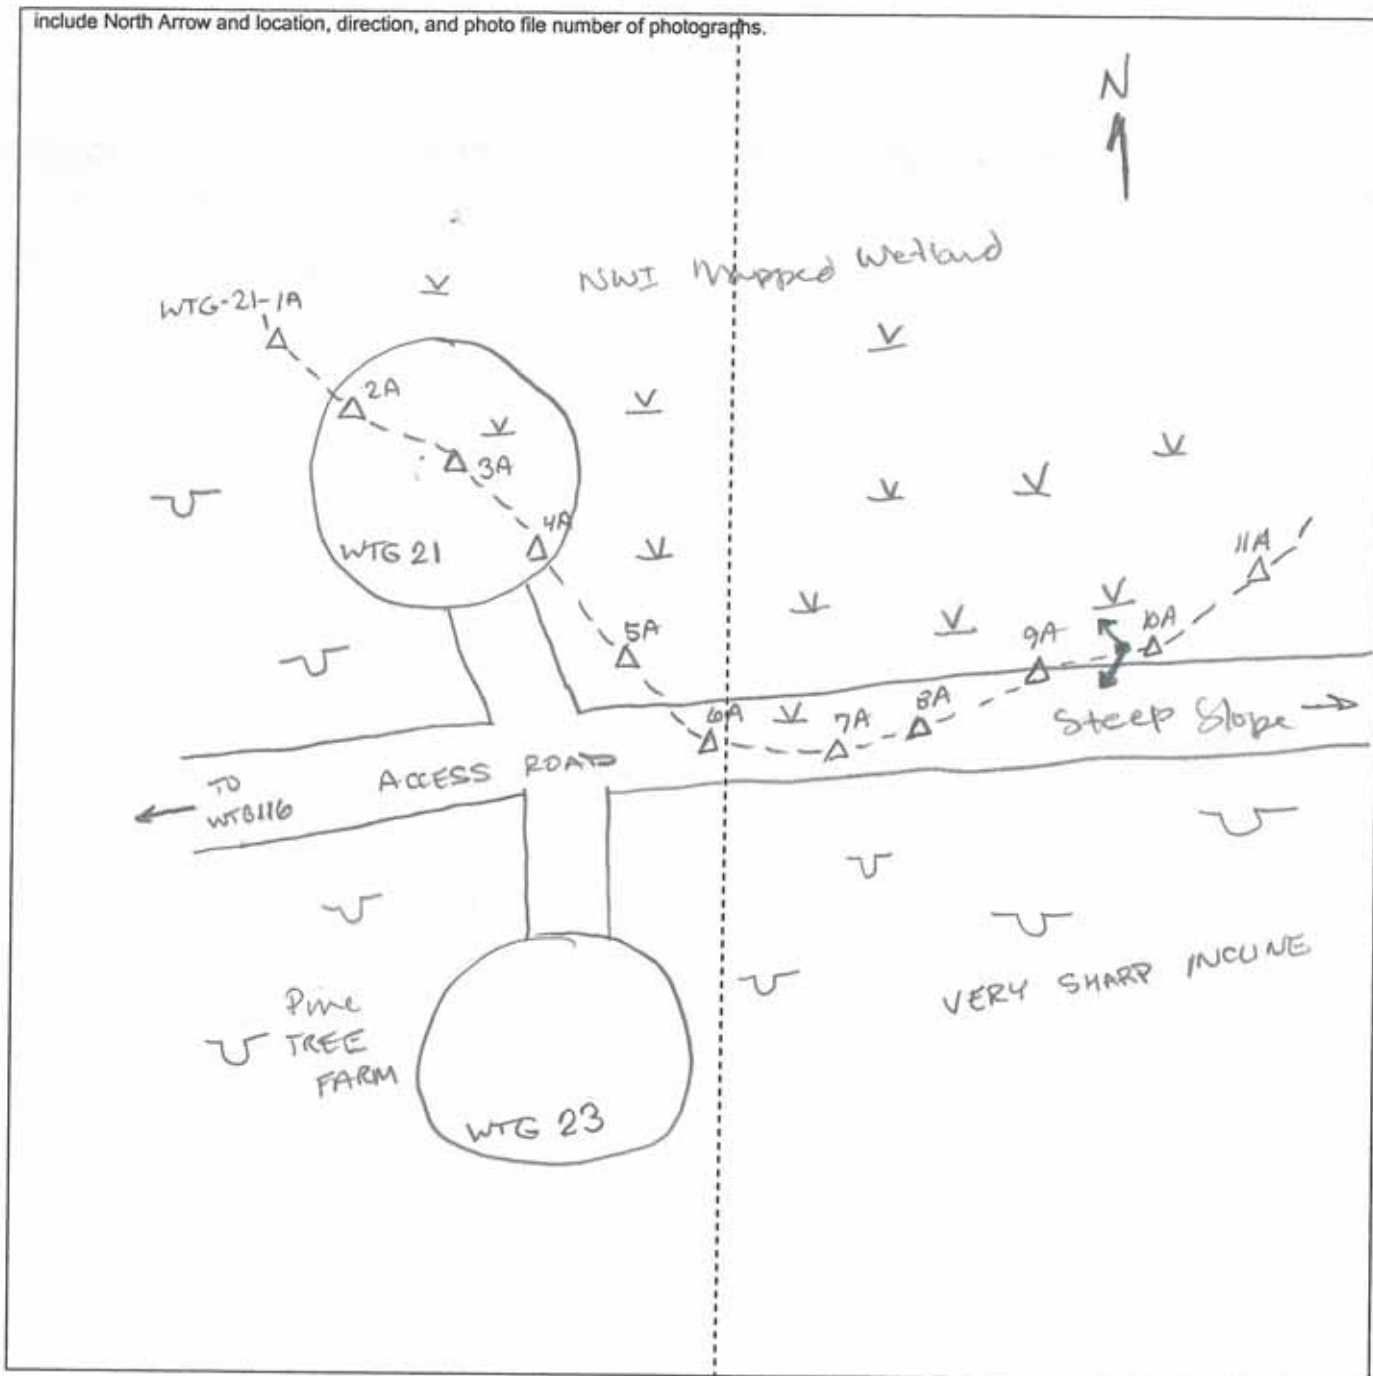 include North Arrow and location, direction, and photo file number of photographs.
N
NWI Mapped Wetland
WTG-21-1A
2A
3A
4A
WTG 21
5A
6A
7A
8A
9A
10A
11A
Steep Slope
ACCESS ROAD
TO
Pine
TREE
FARM
VERY SHARP INCLINE
WTG 23